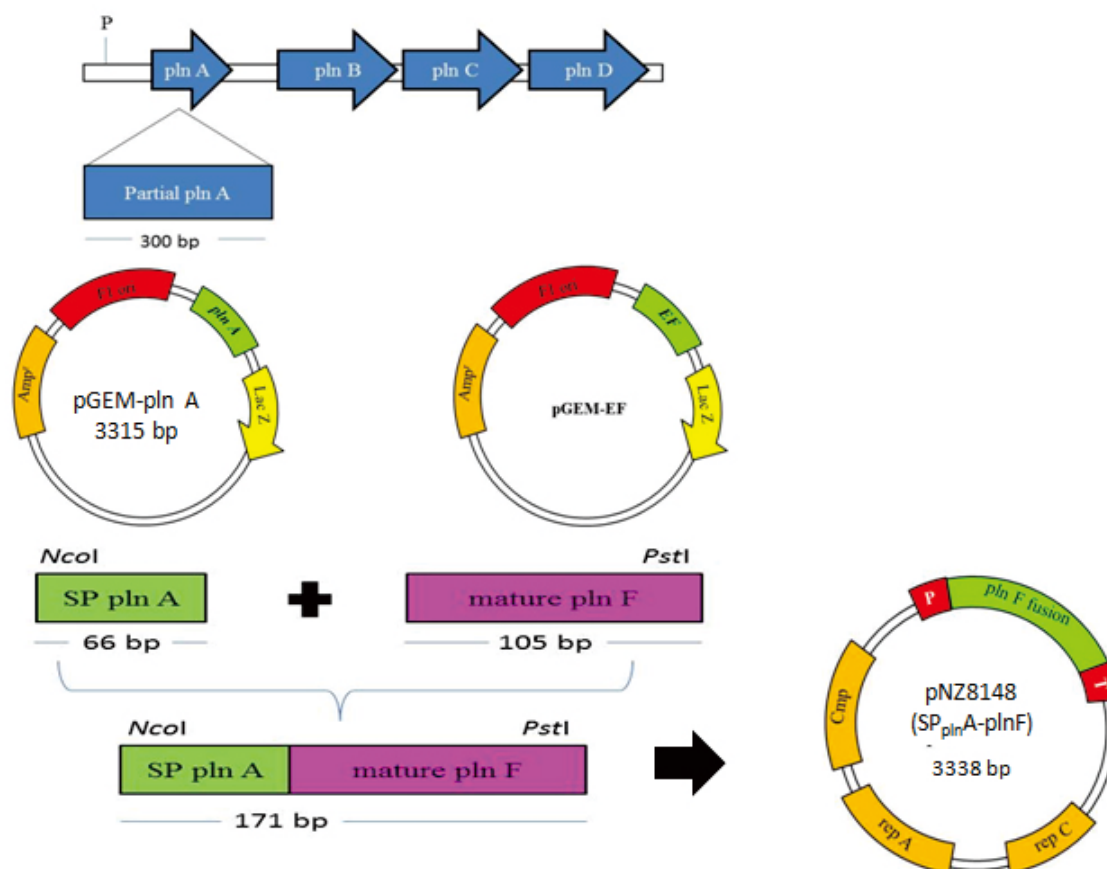 P
pln A
pln B
pln C
pln D
Partial pln A
300 bp
F1 ori
pln A
Lac Z
Ampʳ
pGEM-pln A
3315 bp
F1 ori
EF
Lac Z
Ampʳ
pGEM-EF
NcoI
PstI
SP pln A
mature pln F
66 bp
105 bp
NcoI
PstI
SP pln A
mature pln F
171 bp
P
pln F fusion
T
Cmp
rep A
rep C
pNZ8148
(SPplnA-plnF)
3338 bp